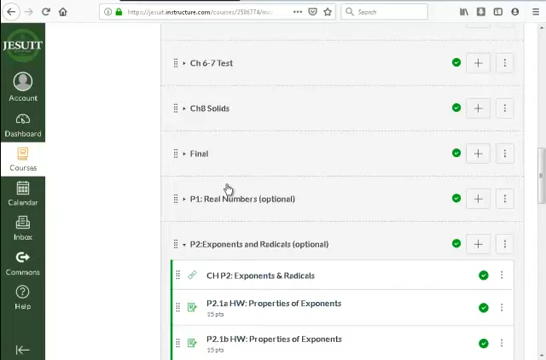 https://jesuit.instructure.com/courses/2586774/
Search
JESUIT
Account
Dashboard
Courses
Calendar
Inbox
Commons
Help
Ch 6-7 Test
Ch8 Solids
Final
P1: Real Numbers (optional)
P2:Exponents and Radicals (optional)
CH P2: Exponents & Radicals
P2.1a HW: Properties of Exponents
15 pts
P2.1b HW: Properties of Exponents
15 pts